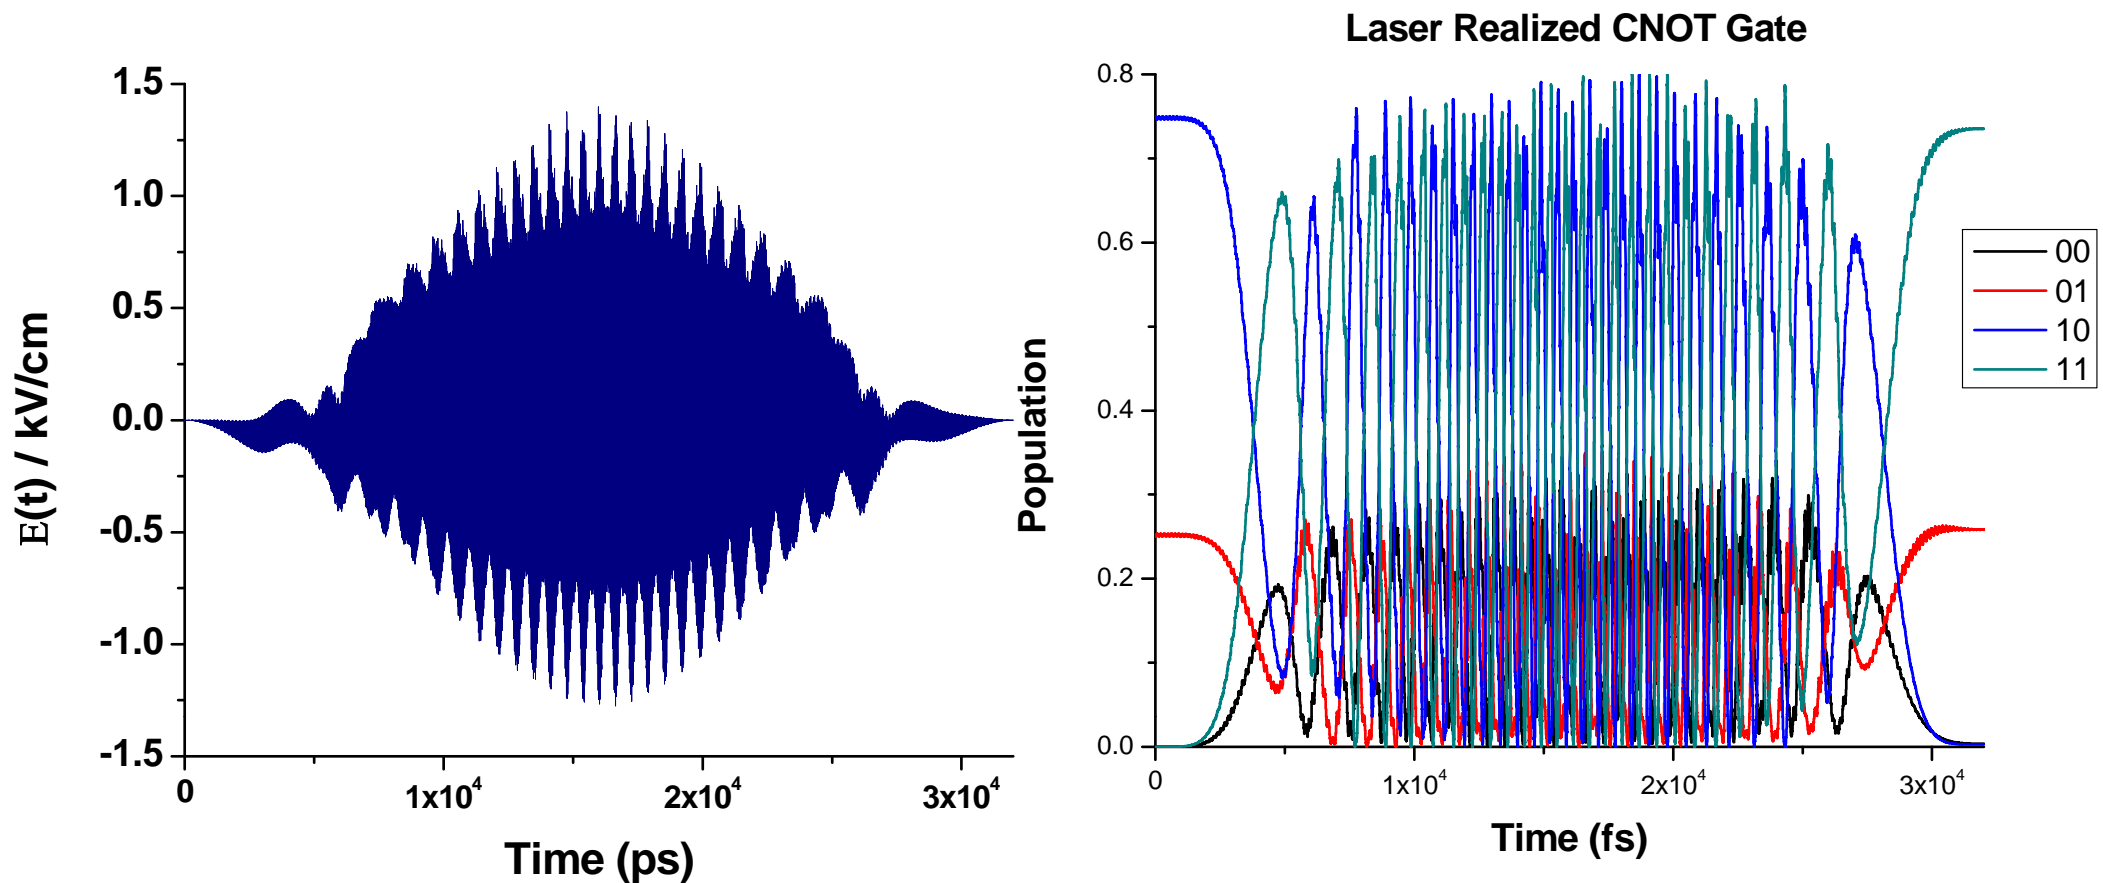 1.5
1.0
0.5
0.0
-0.5
-1.0
-1.5
E(t) / kV/cm
0
1x10⁴
2x10⁴
3x10⁴
Time (ps)
Laser Realized CNOT Gate
0.8
0.6
0.4
0.2
0.0
Population
0
1x10⁴
2x10⁴
3x10⁴
Time (fs)
00
01
10
11